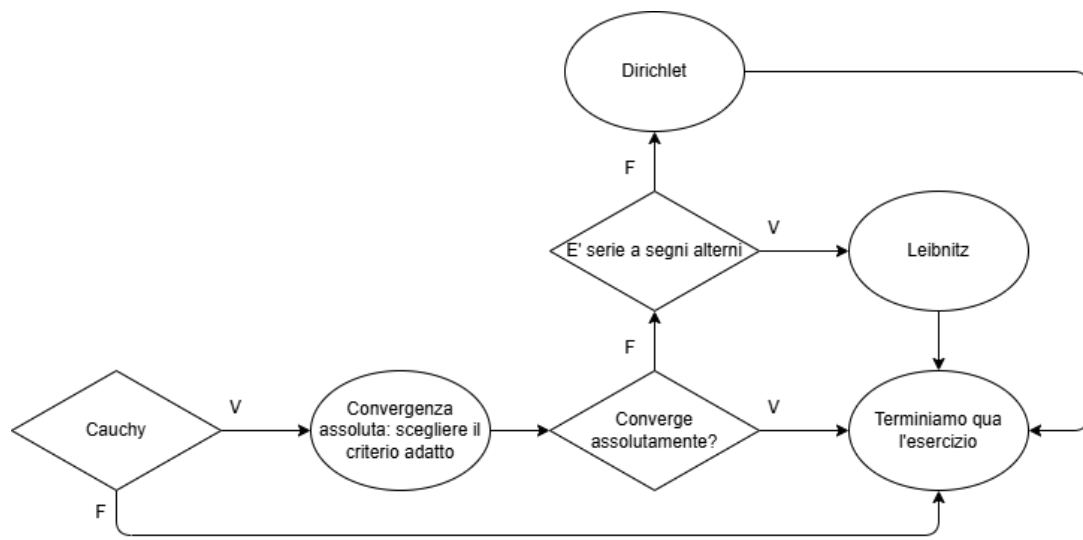 Dirichlet
F
E' serie a segni alterni
V
Leibnitz
F
Cauchy
V
Convergenza
assoluta: scegliere il
criterio adatto
Converge
assolutamente?
V
Terminiamo qua
l'esercizio
F